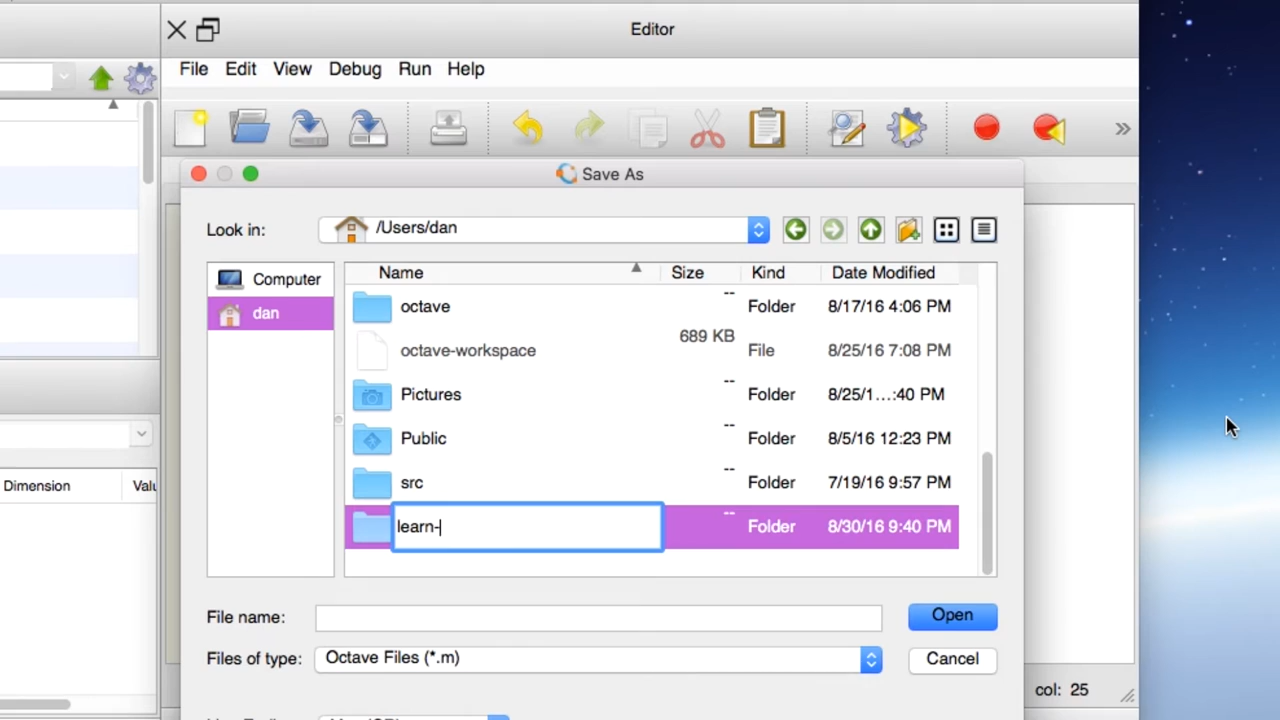 Editor
File Edit View Debug Run Help
Save As
Look in: /Users/dan
Computer
dan
Name Size Kind Date Modified
octave -- Folder 8/17/16 4:06 PM
octave-workspace 689 KB File 8/25/16 7:08 PM
Pictures -- Folder 8/25/1...:40 PM
Public -- Folder 8/5/16 12:23 PM
src -- Folder 7/19/16 9:57 PM
learn- -- Folder 8/30/16 9:40 PM
Dimension
File name: Open
Files of type: Octave Files (*.m) Cancel
col: 25